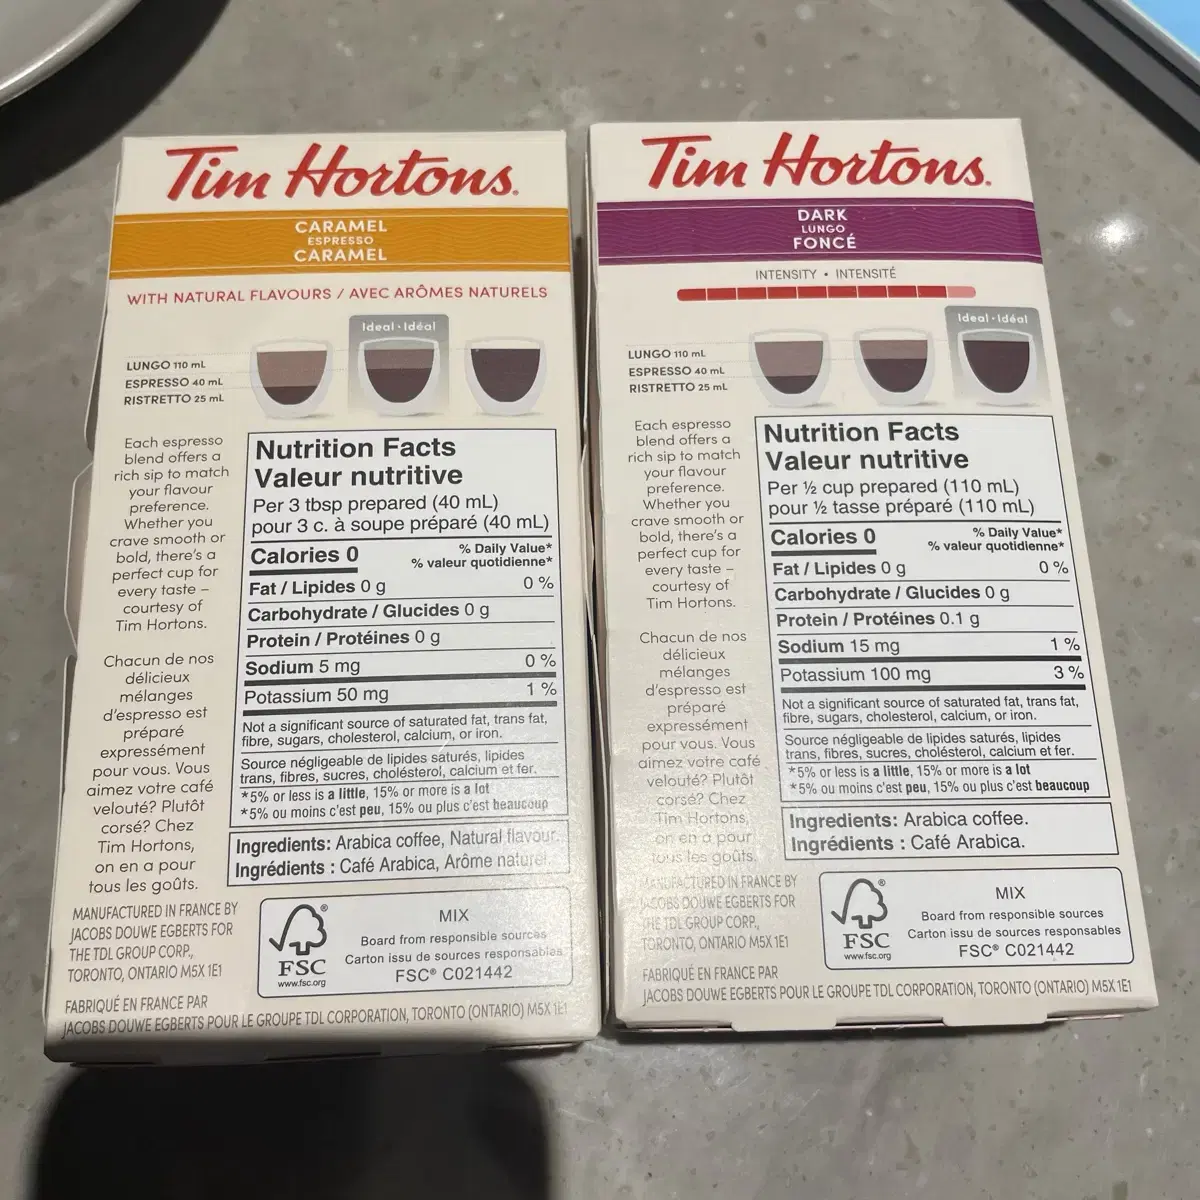 Tim Hortons.
CARAMEL
ESPRESSO
CARAMEL
WITH NATURAL FLAVOURS / AVEC ARÔMES NATURELS
Ideal • Idéal
LUNGO 110 mL
ESPRESSO 40 mL
RISTRETTO 25 mL
Each espresso
blend offers a
rich sip to match
your flavour
preference.
Whether you
crave smooth or
bold, there's a
perfect cup for
every taste –
courtesy of
Tim Hortons.
Chacun de nos
délicieux
mélanges
d'espresso est
préparé
expressément
pour vous. Vous
aimez votre café
velouté? Plutôt
corsé? Chez
Tim Hortons,
on en a pour
tous les goûts.
Nutrition Facts
Valeur nutritive
Per 3 tbsp prepared (40 mL)
pour 3 c. à soupe préparé (40 mL)
Calories 0
% Daily Value*
% valeur quotidienne*
Fat / Lipides 0 g 0 %
Carbohydrate / Glucides 0 g
Protein / Protéines 0 g
Sodium 5 mg 0 %
Potassium 50 mg 1 %
Not a significant source of saturated fat, trans fat,
fibre, sugars, cholesterol, calcium, or iron.
Source négligeable de lipides saturés, lipides
trans, fibres, sucres, cholésterol, calcium et fer.
*5% or less is a little, 15% or more is a lot
*5% ou moins c'est peu, 15% ou plus c'est beaucoup
Ingredients: Arabica coffee, Natural flavour.
Ingrédients : Café Arabica, Arôme naturel.
MANUFACTURED IN FRANCE BY
JACOBS DOUWE EGBERTS FOR
THE TDL GROUP CORP.,
TORONTO, ONTARIO M5X 1E1
FSC
www.fsc.org
MIX
Board from responsible sources
Carton issu de sources responsables
FSC® C021442
FABRIQUÉ EN FRANCE PAR
JACOBS DOUWE EGBERTS POUR LE GROUPE TDL CORPORATION, TORONTO (ONTARIO) M5X 1E1
Tim Hortons.
DARK
LUNGO
FONCÉ
INTENSITY • INTENSITÉ
Ideal • Idéal
LUNGO 110 mL
ESPRESSO 40 mL
RISTRETTO 25 mL
Each espresso
blend offers a
rich sip to match
your flavour
preference.
Whether you
crave smooth or
bold, there's a
perfect cup for
every taste –
courtesy of
Tim Hortons.
Chacun de nos
délicieux
mélanges
d'espresso est
préparé
expressément
pour vous. Vous
aimez votre café
velouté? Plutôt
corsé? Chez
Tim Hortons,
on en a pour
tous les goûts.
Nutrition Facts
Valeur nutritive
Per ½ cup prepared (110 mL)
pour ½ tasse préparé (110 mL)
Calories 0
% Daily Value*
% valeur quotidienne*
Fat / Lipides 0 g 0 %
Carbohydrate / Glucides 0 g
Protein / Protéines 0.1 g
Sodium 15 mg 1 %
Potassium 100 mg 3 %
Not a significant source of saturated fat, trans fat,
fibre, sugars, cholesterol, calcium, or iron.
Source négligeable de lipides saturés, lipides
trans, fibres, sucres, cholésterol, calcium et fer.
*5% or less is a little, 15% or more is a lot
*5% ou moins c'est peu, 15% ou plus c'est beaucoup
Ingredients: Arabica coffee.
Ingrédients : Café Arabica.
MANUFACTURED IN FRANCE BY
JACOBS DOUWE EGBERTS FOR
THE TDL GROUP CORP.,
TORONTO, ONTARIO M5X 1E1
FSC
www.fsc.org
MIX
Board from responsible sources
Carton issu de sources responsables
FSC® C021442
FABRIQUÉ EN FRANCE PAR
JACOBS DOUWE EGBERTS POUR LE GROUPE TDL CORPORATION, TORONTO (ONTARIO) M5X 1E1